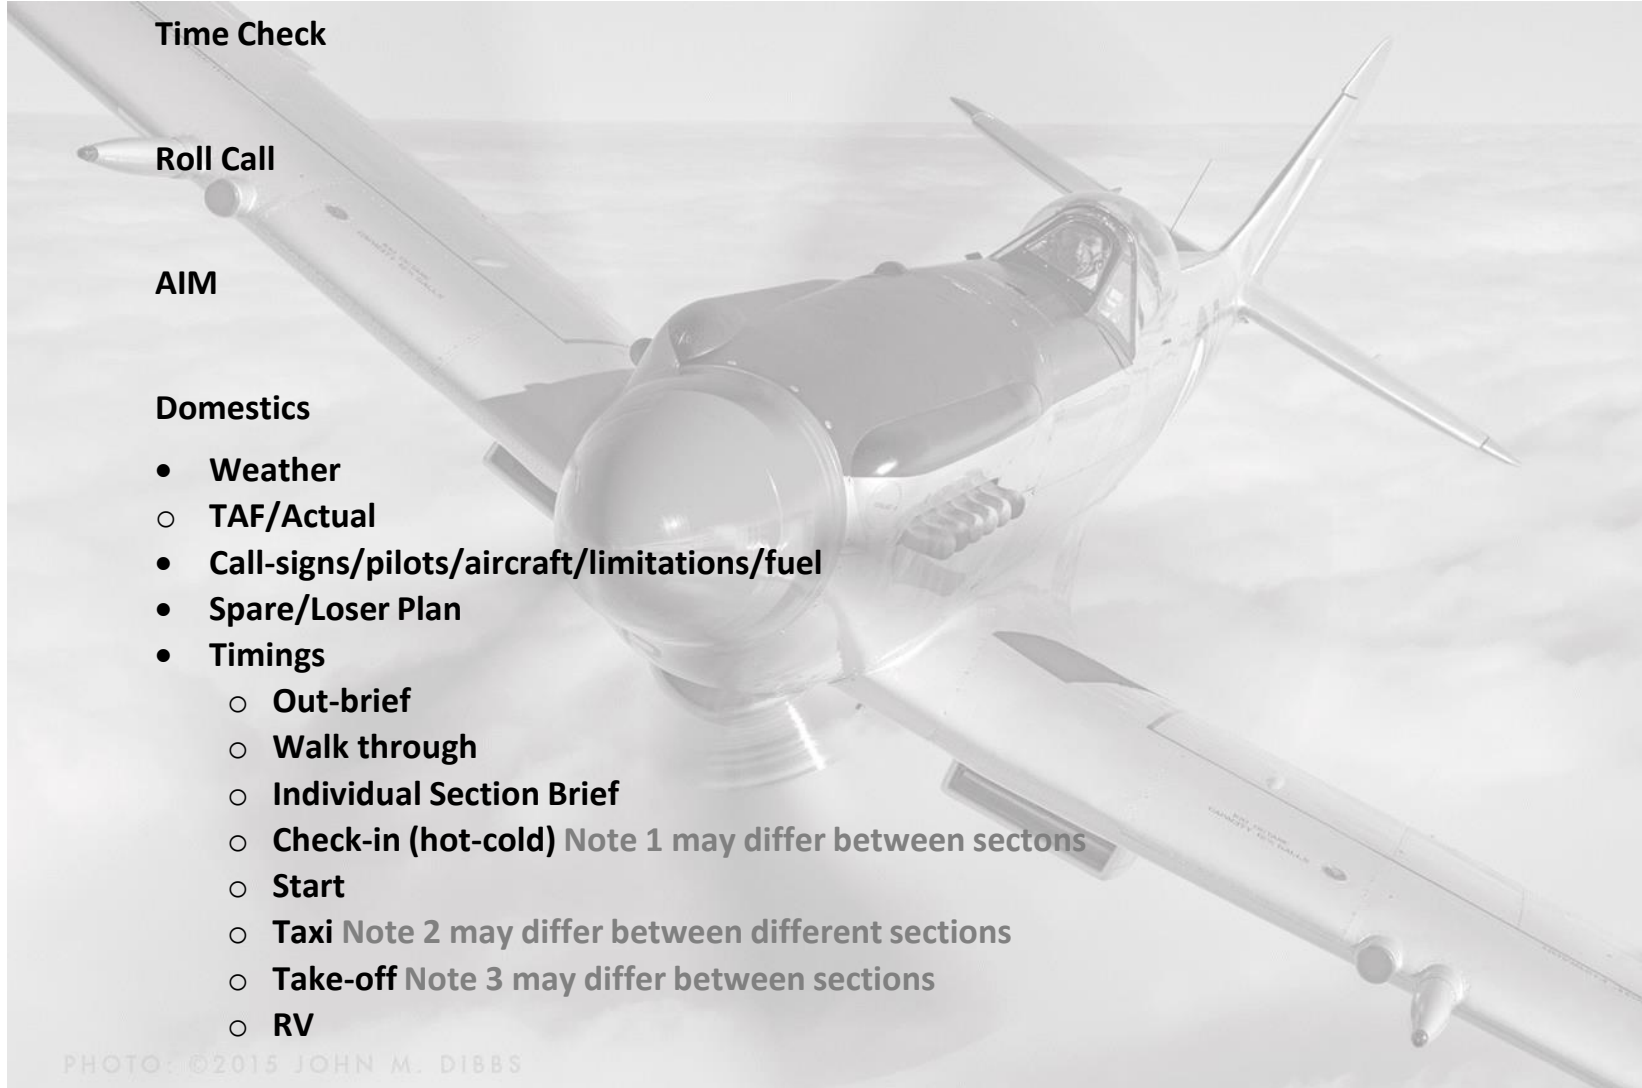 Time Check
Roll Call
AIM
Domestics
• Weather
○ TAF/Actual
• Call-signs/pilots/aircraft/limitations/fuel
• Spare/Loser Plan
• Timings
○ Out-brief
○ Walk through
○ Individual Section Brief
○ Check-in (hot-cold) Note 1 may differ between sectons
○ Start
○ Taxi Note 2 may differ between different sections
○ Take-off Note 3 may differ between sections
○ RV
PHOTO: ©2015 JOHN M. DIBBS